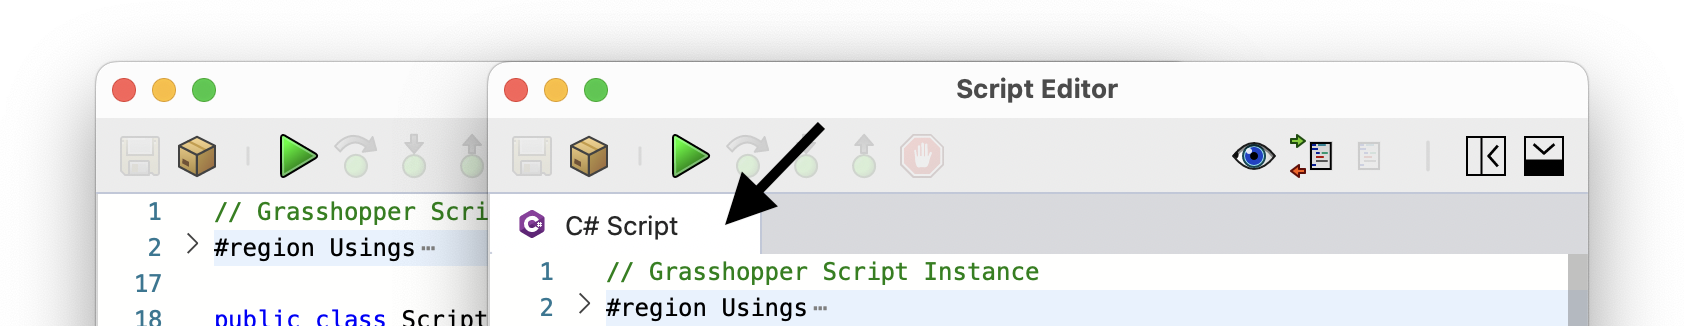 Script Editor
1 // Grasshopper Scri
2 #region Usings
17
18 public class Script
C# Script
1 // Grasshopper Script Instance
2 #region Usings